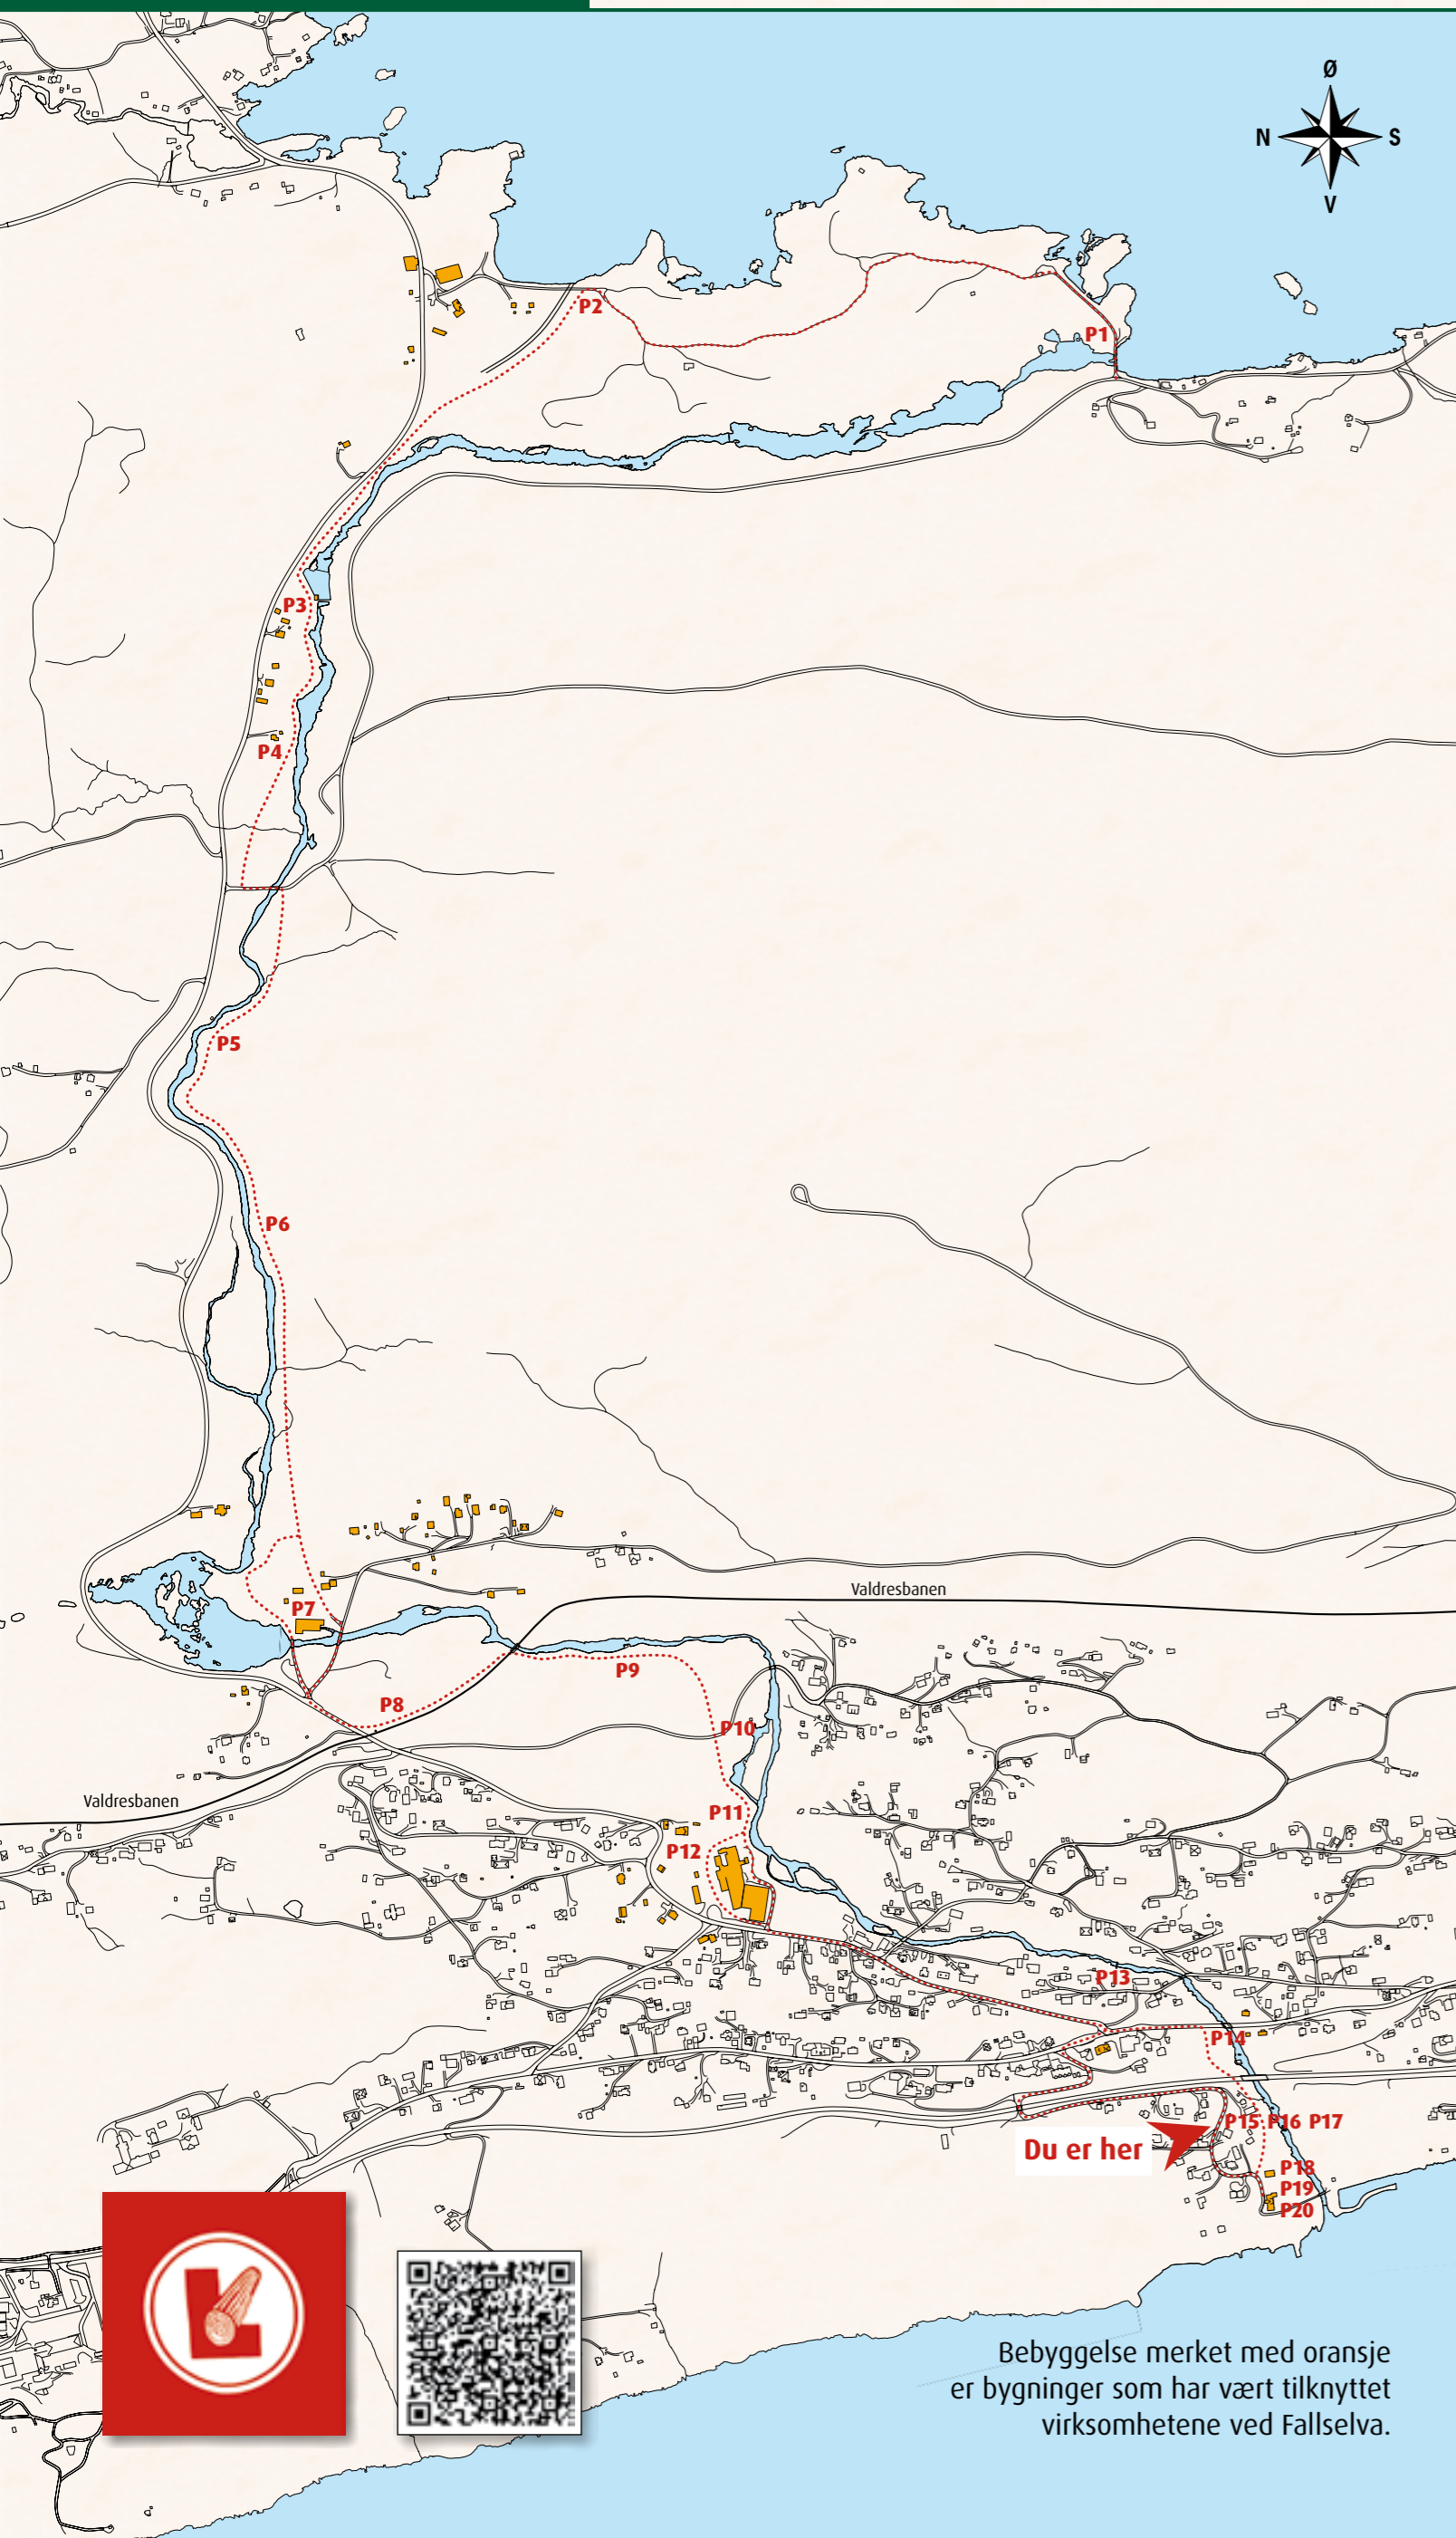 Ø
N
S
V
P1
P2
P3
P4
P5
P6
Valdresbanen
P7
P9
P8
P10
Valdresbanen
P11
P12
P13
P14
P15
P16
P17
Du er her
P18
P19
P20
L
Bebyggelse merket med oransje
er bygninger som har vært tilknyttet
virksomhetene ved Fallselva.